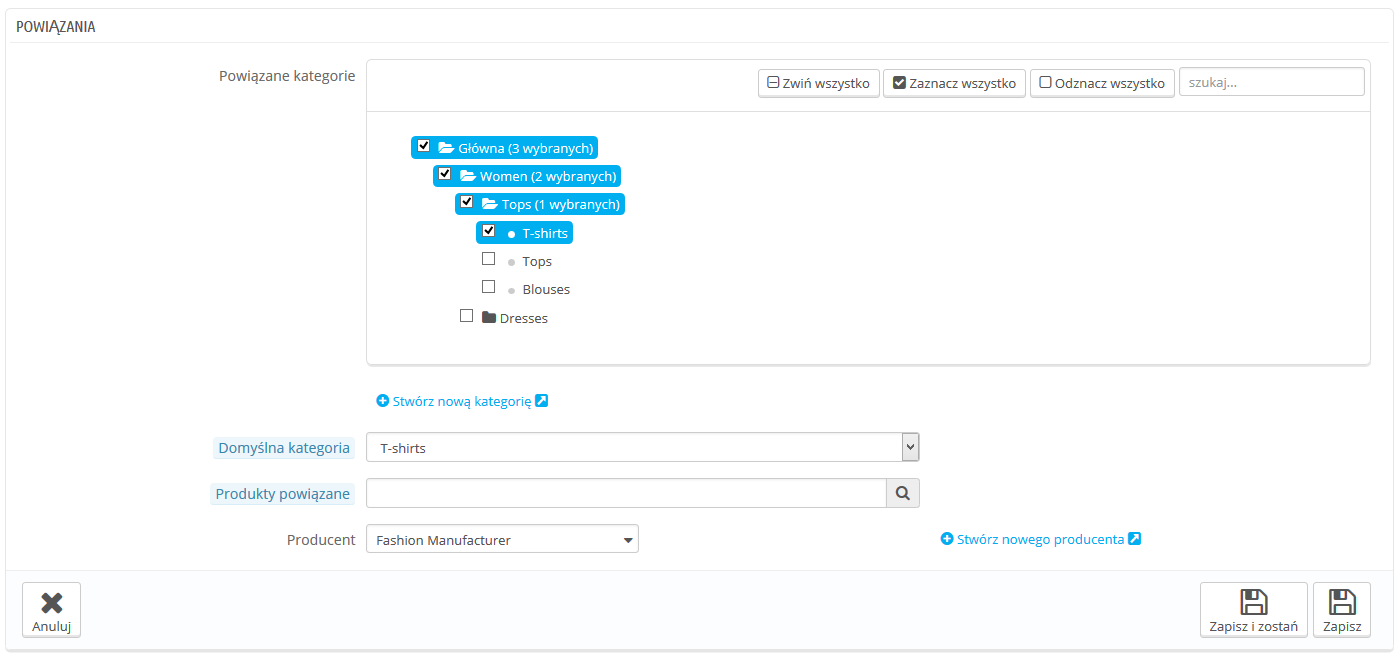 POWIĄZANIA
Powiązane kategorie
Zwiń wszystko Zaznacz wszystko Odznacz wszystko szukaj...
Główna (3 wybranych)
Women (2 wybranych)
Tops (1 wybranych)
T-shirts
Tops
Blouses
Dresses
Stwórz nową kategorię
Domyślna kategoria T-shirts
Produkty powiązane
Producent Fashion Manufacturer Stwórz nowego producenta
Anuluj Zapisz i zostań Zapisz